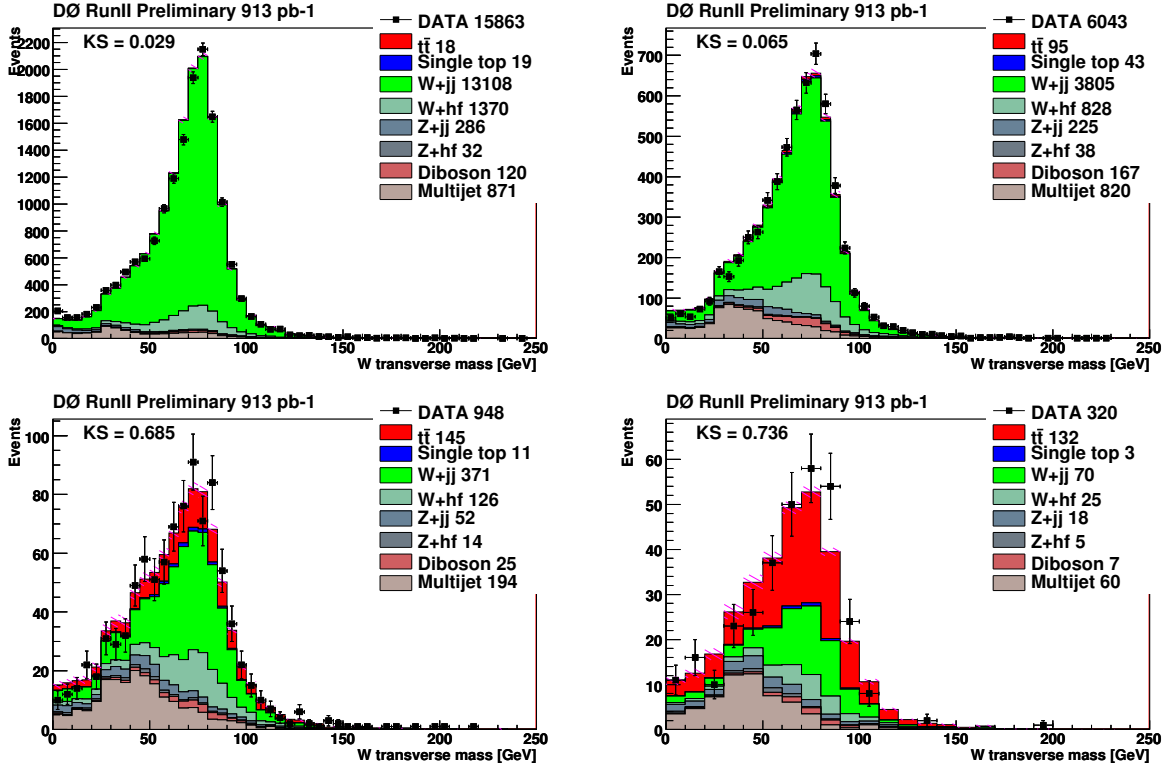 DØ RunII Preliminary 913 pb-1
KS = 0.029
Events
2200
2000
1800
1600
1400
1200
1000
800
600
400
200
0
0 50 100 150 200 250
W transverse mass [GeV]
DATA 15863
tt̄ 18
Single top 19
W+jj 13108
W+hf 1370
Z+jj 286
Z+hf 32
Diboson 120
Multijet 871
DØ RunII Preliminary 913 pb-1
KS = 0.065
Events
700
600
500
400
300
200
100
0
0 50 100 150 200 250
W transverse mass [GeV]
DATA 6043
tt̄ 95
Single top 43
W+jj 3805
W+hf 828
Z+jj 225
Z+hf 38
Diboson 167
Multijet 820
DØ RunII Preliminary 913 pb-1
KS = 0.685
Events
100
80
60
40
20
0
0 50 100 150 200 250
W transverse mass [GeV]
DATA 948
tt̄ 145
Single top 11
W+jj 371
W+hf 126
Z+jj 52
Z+hf 14
Diboson 25
Multijet 194
DØ RunII Preliminary 913 pb-1
KS = 0.736
Events
60
50
40
30
20
10
0
0 50 100 150 200 250
W transverse mass [GeV]
DATA 320
tt̄ 132
Single top 3
W+jj 70
W+hf 25
Z+jj 18
Z+hf 5
Diboson 7
Multijet 60